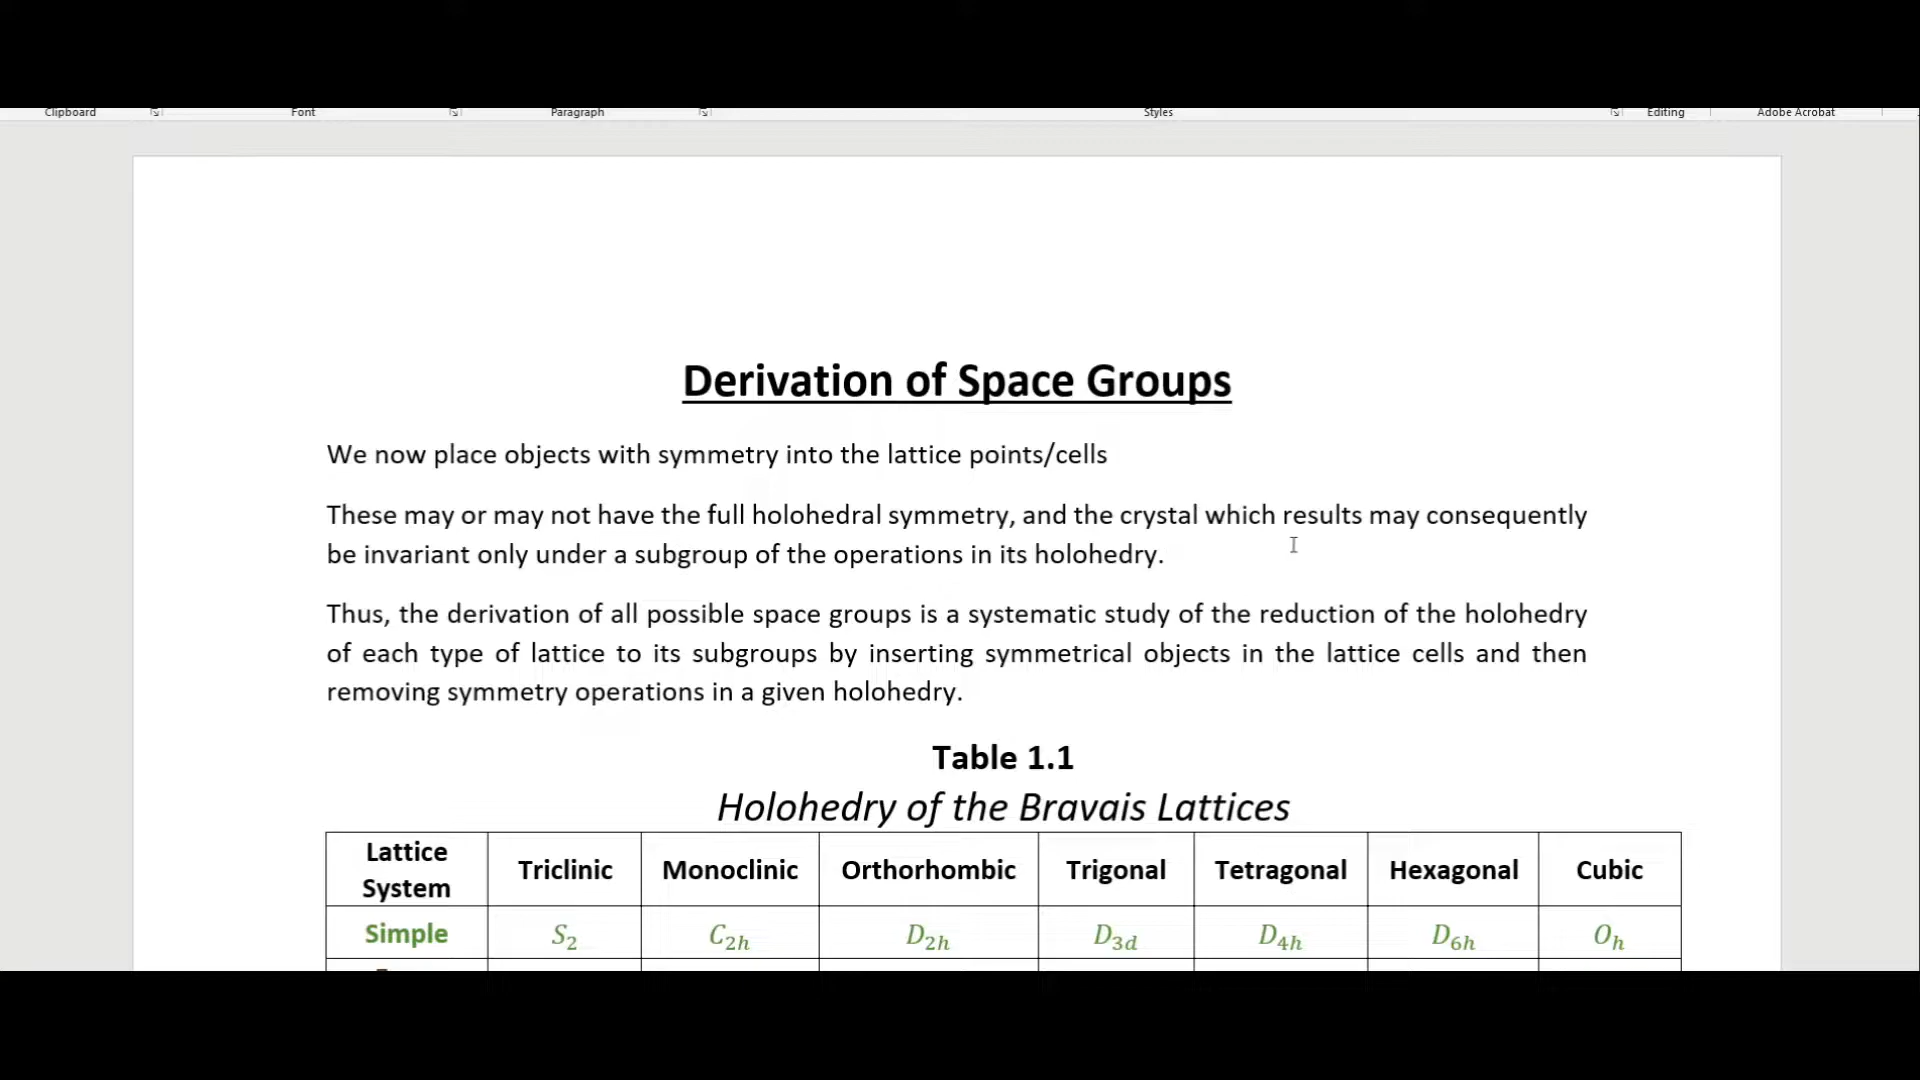 Clipboard Font Paragraph Styles Editing Adobe Acrobat
Derivation of Space Groups
We now place objects with symmetry into the lattice points/cells
These may or may not have the full holohedral symmetry, and the crystal which results may consequently
be invariant only under a subgroup of the operations in its holohedry.
Thus, the derivation of all possible space groups is a systematic study of the reduction of the holohedry
of each type of lattice to its subgroups by inserting symmetrical objects in the lattice cells and then
removing symmetry operations in a given holohedry.
Table 1.1
Holohedry of the Bravais Lattices
Lattice System Triclinic Monoclinic Orthorhombic Trigonal Tetragonal Hexagonal Cubic
Simple S₂ C₂ₕ D₂ₕ D₃d D₄ₕ D₆ₕ Oₕ